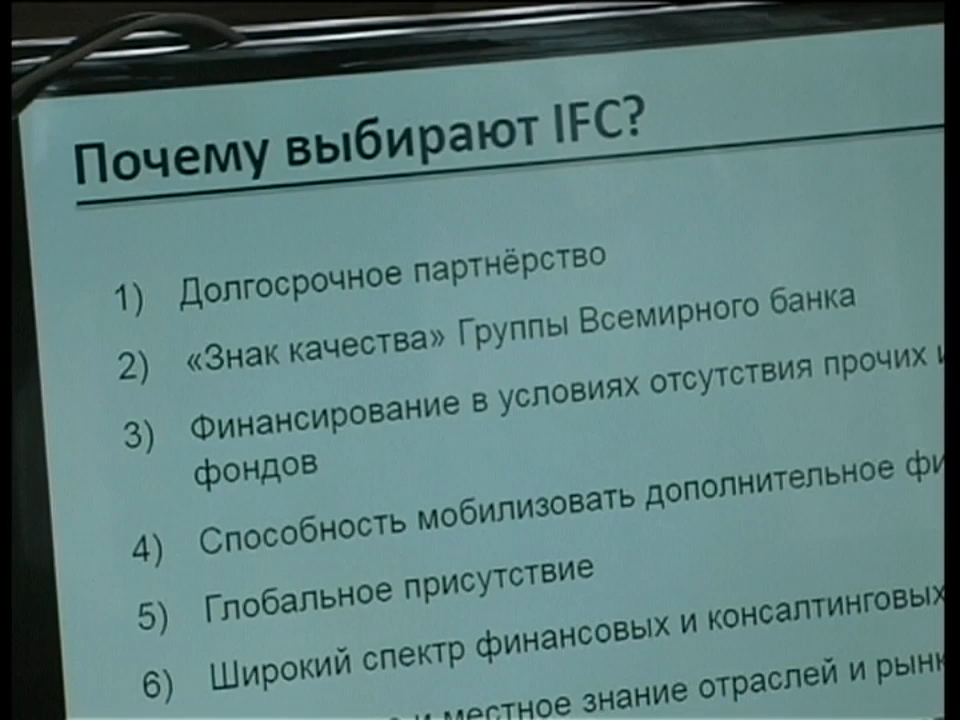 Почему выбирают IFC?
1) Долгосрочное партнёрство
2) «Знак качества» Группы Всемирного банка
3) Финансирование в условиях отсутствия прочих
фондов
4) Способность мобилизовать дополнительное
5) Глобальное присутствие
6) Широкий спектр финансовых и консалтинговых
и местное знание отраслей и